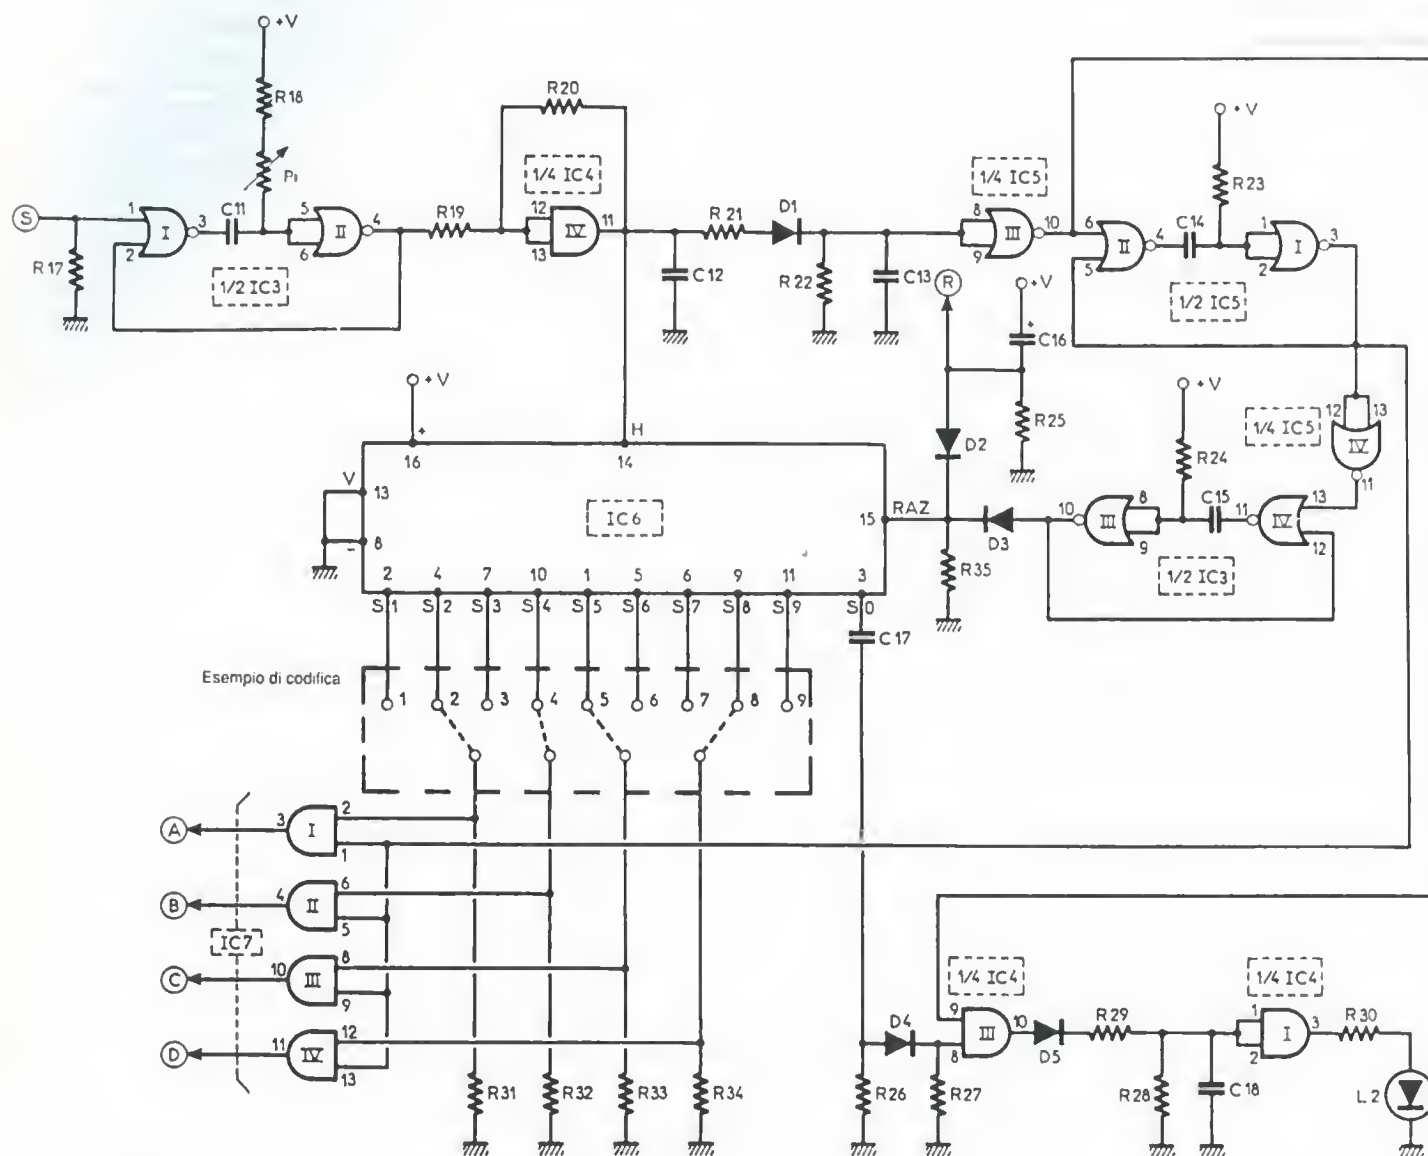 +V
R18
R20
P1
1/4 IC4
S
1
2
I
3
C11
5
6
II
4
R19
12
13
IV
11
R21
D1
R17
1/2 IC3
C12
R22
C13
1/4 IC5
8
9
III
10
+V
R23
6
5
II
4
C14
1
2
I
3
1/2 IC5
R
+V
+
C16
R25
D2
+V
R24
12
13
1/4 IC5
IV
11
+V
+
16
H
14
V
13
8
-
IC6
15
RAZ
D3
R35
10
III
8
9
C15
11
IV
13
12
1/2 IC3
2
4
7
10
1
5
6
9
11
3
S1
S2
S3
S4
S5
S6
S7
S8
S9
S0
C17
Esempio di codifica
1
2
3
4
5
6
7
8
9
A
3
I
2
1
B
4
II
6
5
IC7
C
10
III
8
9
D
11
IV
12
13
R31
R32
R33
R34
R26
D4
R27
1/4 IC4
9
8
III
10
D5
R29
R28
C18
1/4 IC4
1
2
I
3
R30
L2